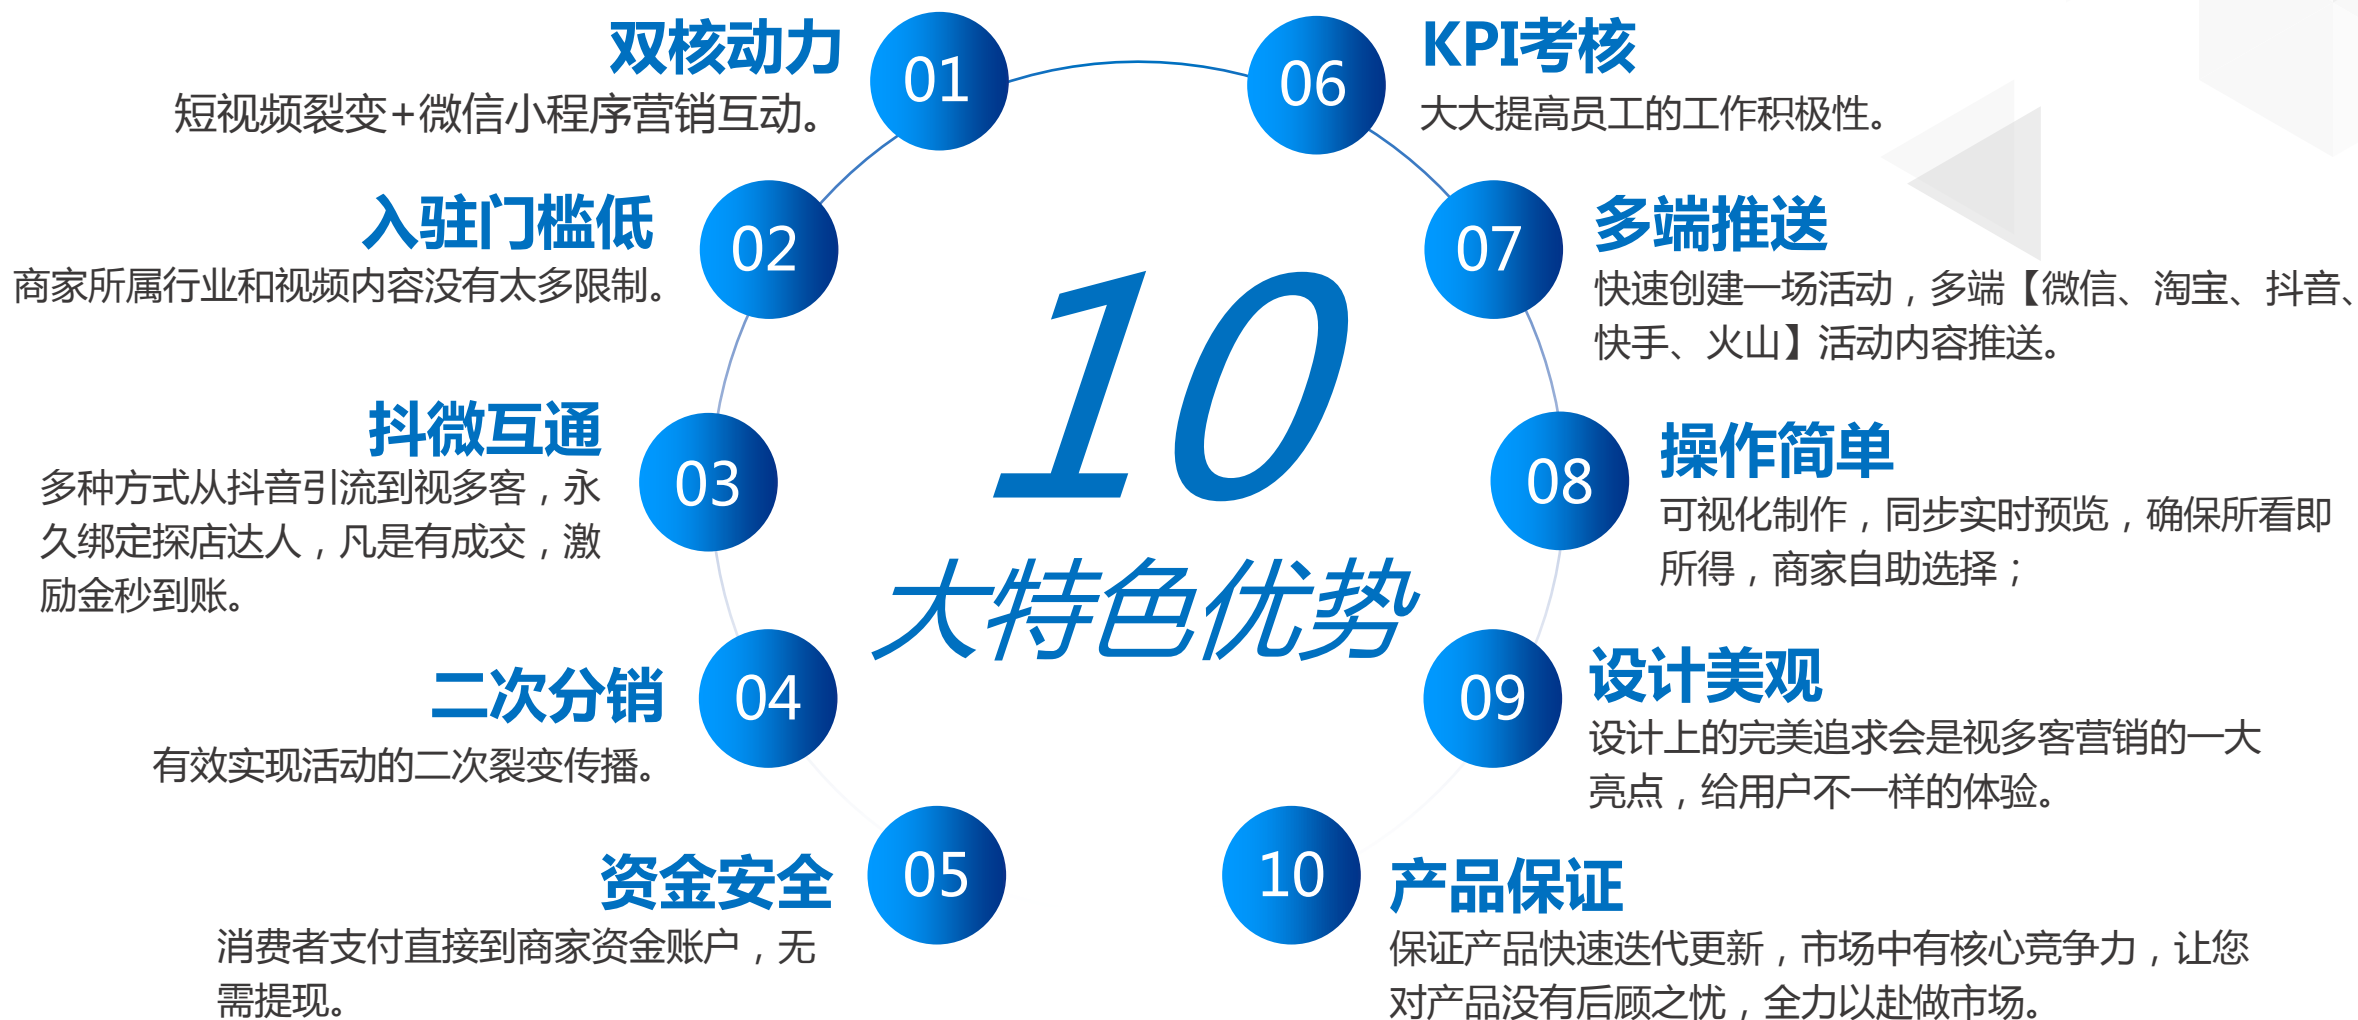 双核动力
01
短视频裂变+微信小程序营销互动。
入驻门槛低
02
商家所属行业和视频内容没有太多限制。
抖微互通
03
多种方式从抖音引流到视多客，永
久绑定探店达人，凡是有成交，激
励金秒到账。
二次分销
04
有效实现活动的二次裂变传播。
资金安全
05
消费者支付直接到商家资金账户，无
需提现。
10
大特色优势
06
KPI考核
大大提高员工的工作积极性。
07
多端推送
快速创建一场活动，多端【微信、淘宝、抖音、
快手、火山】活动内容推送。
08
操作简单
可视化制作，同步实时预览，确保所看即
所得，商家自助选择；
09
设计美观
设计上的完美追求会是视多客营销的一大
亮点，给用户不一样的体验。
10
产品保证
保证产品快速迭代更新，市场中有核心竞争力，让您
对产品没有后顾之忧，全力以赴做市场。